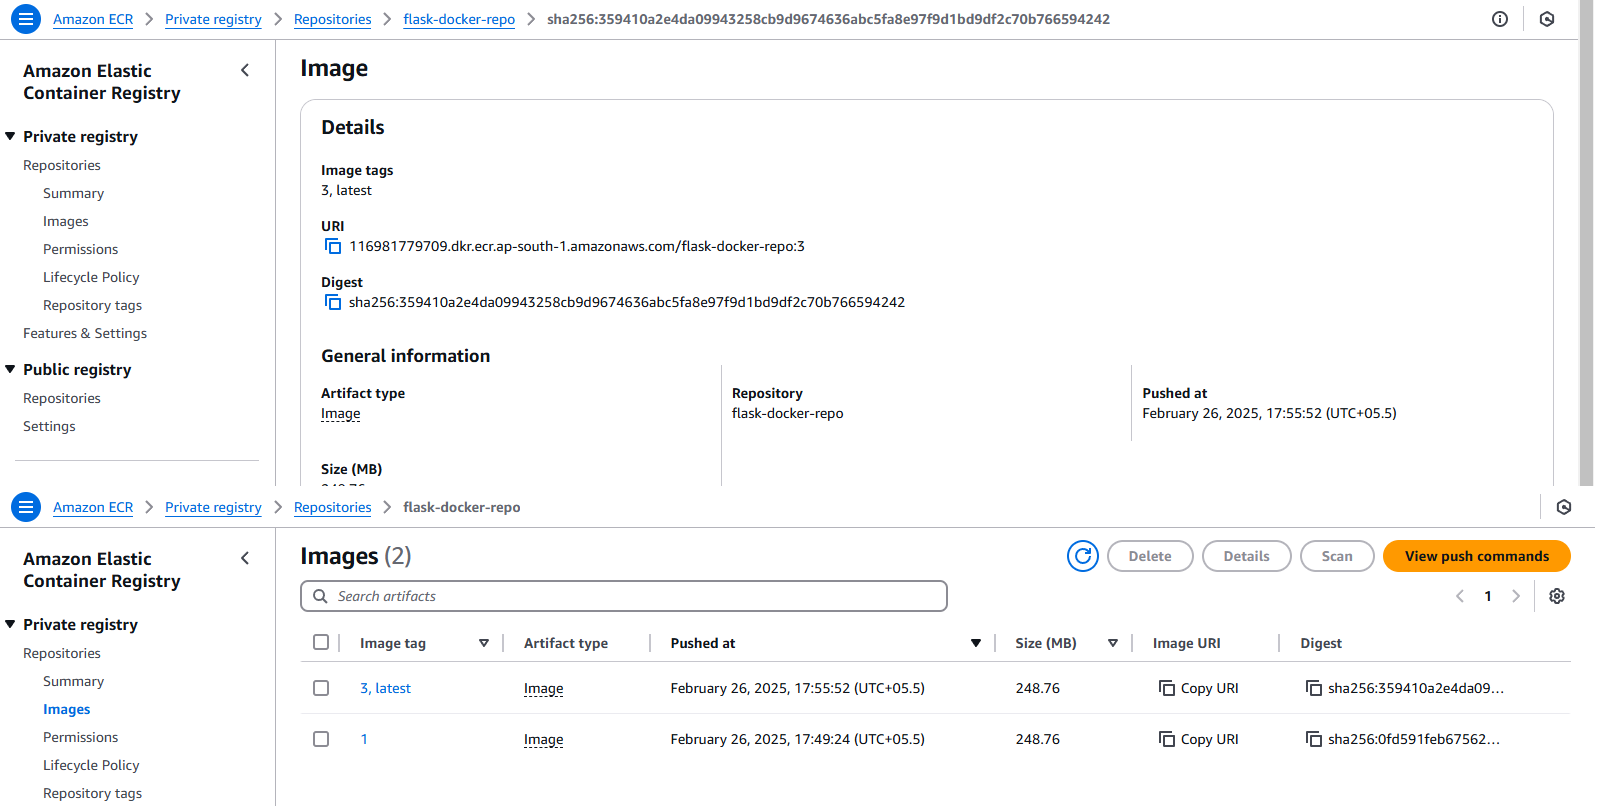 Amazon ECR > Private registry > Repositories > flask-docker-repo > sha256:359410a2e4da09943258cb9d9674636abc5fa8e97f9d1bd9df2c70b766594242
Amazon Elastic
Container Registry
Private registry
Repositories
Summary
Images
Permissions
Lifecycle Policy
Repository tags
Features & Settings
Public registry
Repositories
Settings
Image
Details
Image tags
3, latest
URI
116981779709.dkr.ecr.ap-south-1.amazonaws.com/flask-docker-repo:3
Digest
sha256:359410a2e4da09943258cb9d9674636abc5fa8e97f9d1bd9df2c70b766594242
General information
Artifact type
Image
Repository
flask-docker-repo
Pushed at
February 26, 2025, 17:55:52 (UTC+05.5)
Size (MB)
Amazon ECR > Private registry > Repositories > flask-docker-repo
Amazon Elastic
Container Registry
Private registry
Repositories
Summary
Images
Permissions
Lifecycle Policy
Repository tags
Images (2)
Delete Details Scan View push commands
Search artifacts
1
Image tag Artifact type Pushed at Size (MB) Image URI Digest
3, latest Image February 26, 2025, 17:55:52 (UTC+05.5) 248.76 Copy URI sha256:359410a2e4da09...
1 Image February 26, 2025, 17:49:24 (UTC+05.5) 248.76 Copy URI sha256:0fd591feb67562...